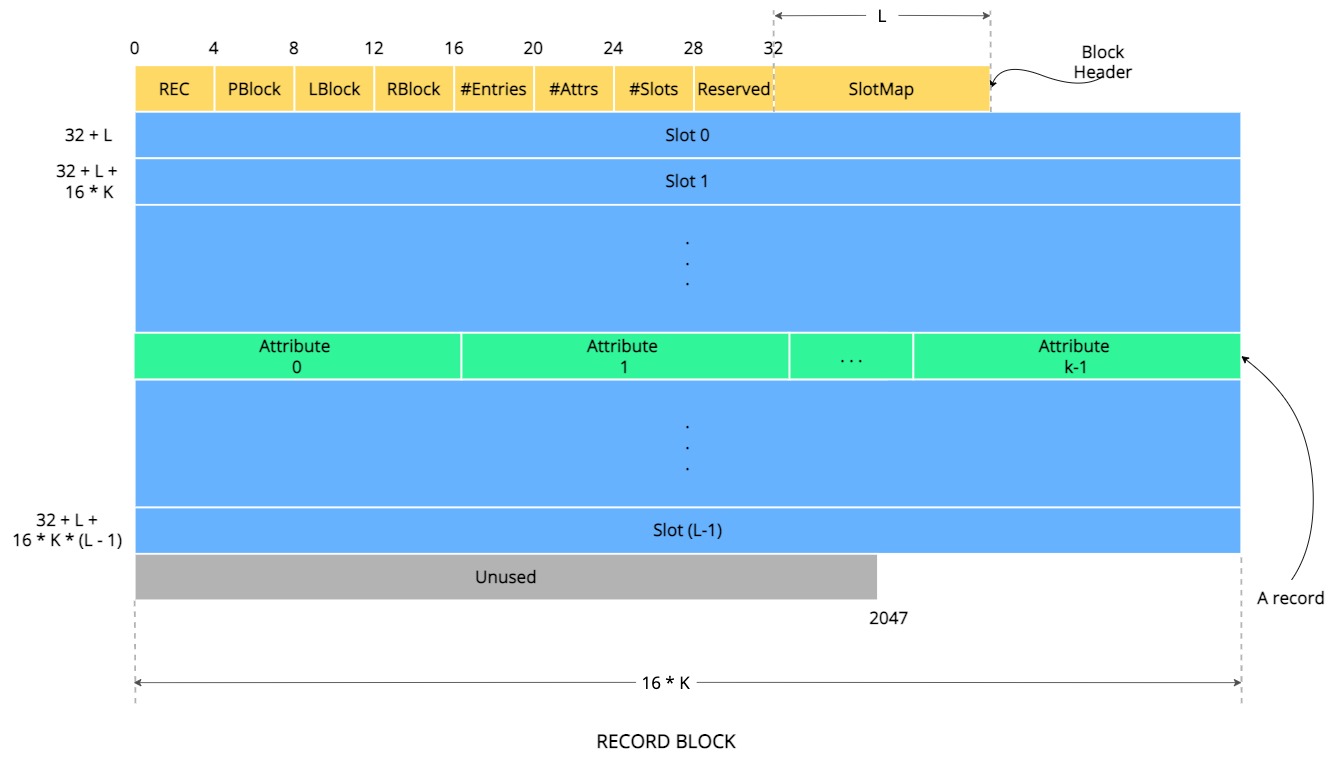 L
0 4 8 12 16 20 24 28 32
Block
Header
REC PBlock LBlock RBlock #Entries #Attrs #Slots Reserved SlotMap
32 + L
Slot 0
32 + L +
16 * K
Slot 1
.
.
.
Attribute
0
Attribute
1
. . .
Attribute
k-1
.
.
.
32 + L +
16 * K * (L - 1)
Slot (L-1)
Unused
A record
2047
16 * K
RECORD BLOCK